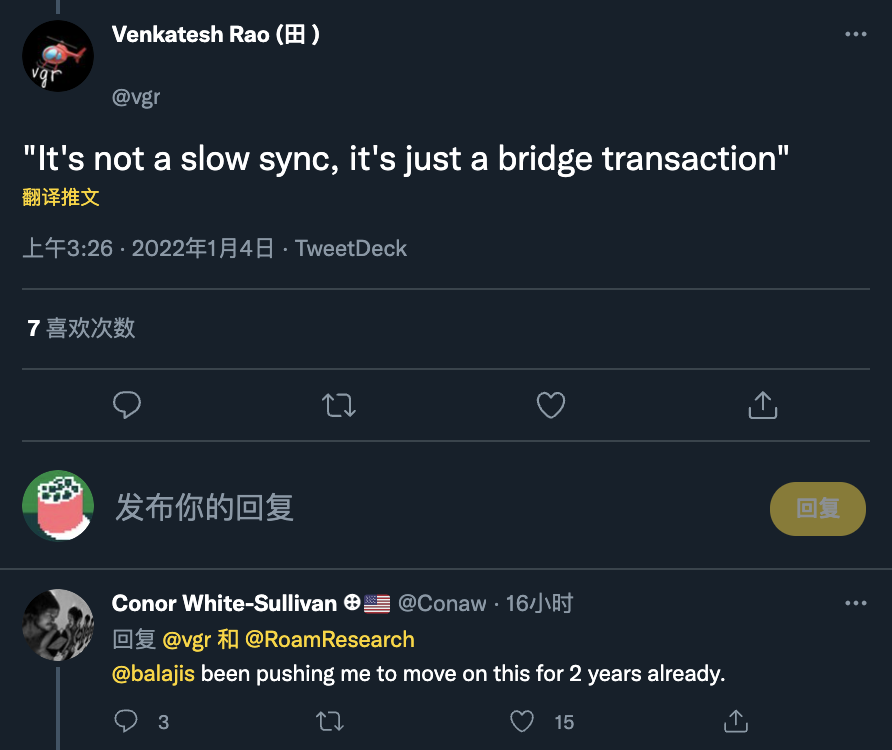 Venkatesh Rao (田 )
vgr
@vgr
"It's not a slow sync, it's just a bridge transaction"
翻译推文
上午3:26 · 2022年1月4日 · TweetDeck
7 喜欢次数
发布你的回复
回复
Conor White-Sullivan @Conaw · 16小时
回复 @vgr 和 @RoamResearch
@balajis been pushing me to move on this for 2 years already.
3
15